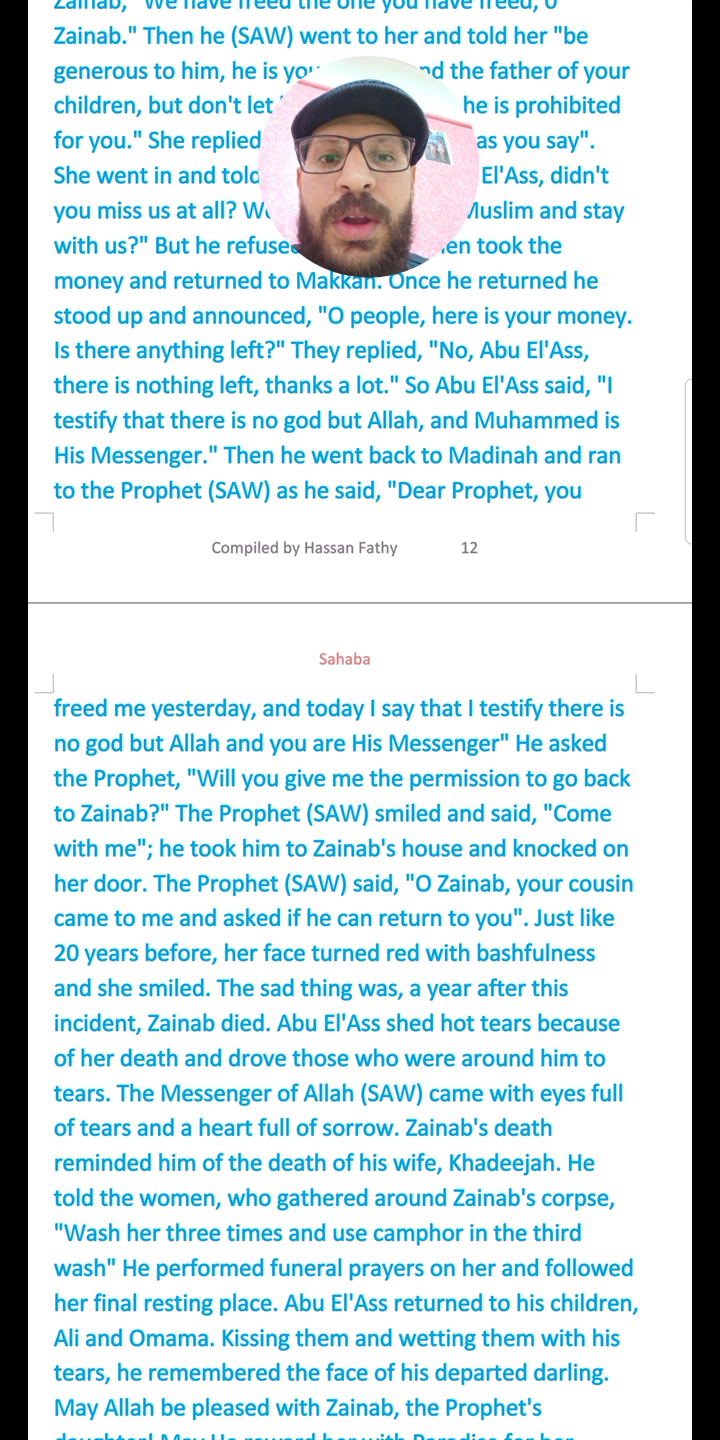 Zainab, "We have freed the one you have freed, O
Zainab." Then he (SAW) went to her and told her "be
generous to him, he is you nd the father of your
children, but don't let he is prohibited
for you." She replied as you say".
She went in and told El'Ass, didn't
you miss us at all? Muslim and stay
with us?" But he refused took the
money and returned to Makkah. Once he returned he
stood up and announced, "O people, here is your money.
Is there anything left?" They replied, "No, Abu El'Ass,
there is nothing left, thanks a lot." So Abu El'Ass said, "I
testify that there is no god but Allah, and Muhammed is
His Messenger." Then he went back to Madinah and ran
to the Prophet (SAW) as he said, "Dear Prophet, you
Compiled by Hassan Fathy 12
Sahaba
freed me yesterday, and today I say that I testify there is
no god but Allah and you are His Messenger" He asked
the Prophet, "Will you give me the permission to go back
to Zainab?" The Prophet (SAW) smiled and said, "Come
with me"; he took him to Zainab's house and knocked on
her door. The Prophet (SAW) said, "O Zainab, your cousin
came to me and asked if he can return to you". Just like
20 years before, her face turned red with bashfulness
and she smiled. The sad thing was, a year after this
incident, Zainab died. Abu El'Ass shed hot tears because
of her death and drove those who were around him to
tears. The Messenger of Allah (SAW) came with eyes full
of tears and a heart full of sorrow. Zainab's death
reminded him of the death of his wife, Khadeejah. He
told the women, who gathered around Zainab's corpse,
"Wash her three times and use camphor in the third
wash" He performed funeral prayers on her and followed
her final resting place. Abu El'Ass returned to his children,
Ali and Omama. Kissing them and wetting them with his
tears, he remembered the face of his departed darling.
May Allah be pleased with Zainab, the Prophet's
daughter! May He reward her with Paradise for her